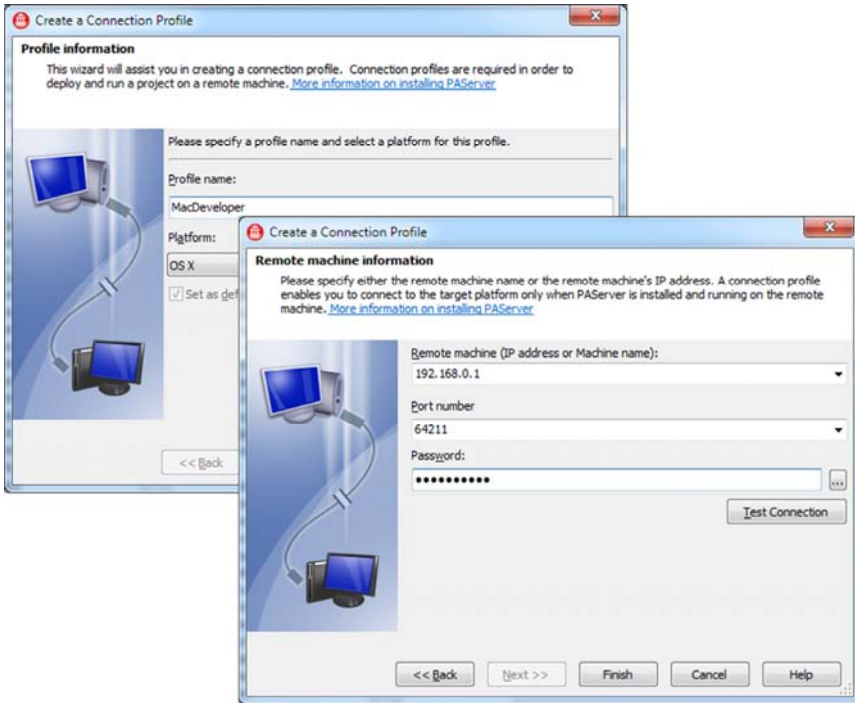 Create a Connection Profile
Profile information
This wizard will assist you in creating a connection profile. Connection profiles are required in order to
deploy and run a project on a remote machine. More information on installing PAServer
Please specify a profile name and select a platform for this profile.
Profile name:
MacDeveloper
Platform:
OS X
Set as def
<< Back
Create a Connection Profile
Remote machine information
Please specify either the remote machine name or the remote machine's IP address. A connection profile
enables you to connect to the target platform only when PAServer is installed and running on the remote
machine. More information on installing PAServer
Remote machine (IP address or Machine name):
192.168.0.1
Port number
64211
Password:
••••••••••
...
Test Connection
<< Back
Next >>
Finish
Cancel
Help